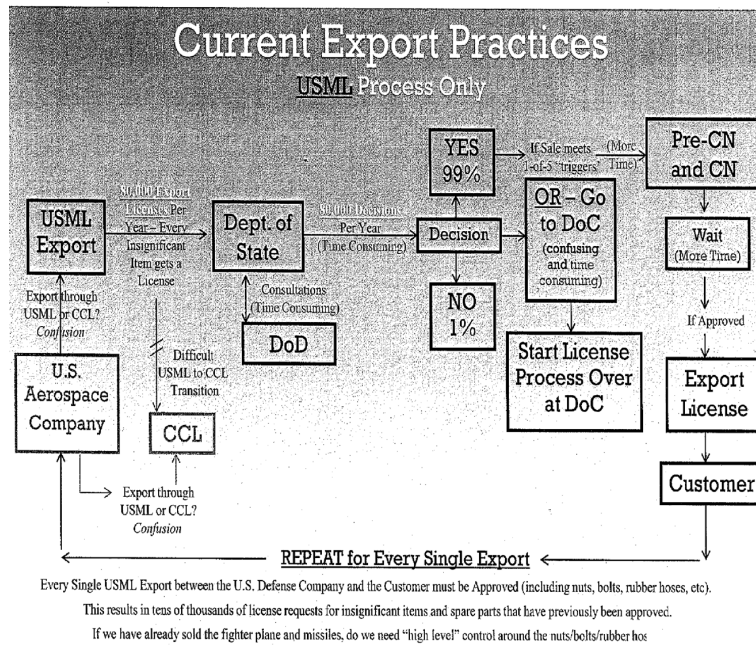 Current Export Practices
USML Process Only
YES
99%
If Sale meets
1-of-5 "triggers"
(More
Time)
Pre-CN
and CN
80,000 Export
Licenses Per
Year – Every
Insignificant
Item gets a
License
USML
Export
Dept. of
State
80,000 Decisions
Per Year
(Time Consuming)
Decision
OR – Go
to DoC
(confusing
and time
consuming)
Wait
(More Time)
Export through
USML or CCL?
Confusion
Consultations
(Time Consuming)
NO
1%
If Approved
DoD
U.S.
Aerospace
Company
Difficult
USML to CCL
Transition
Start License
Process Over
at DoC
Export
License
CCL
Customer
Export through
USML or CCL?
Confusion
REPEAT for Every Single Export
Every Single USML Export between the U.S. Defense Company and the Customer must be Approved (including nuts, bolts, rubber hoses, etc).
This results in tens of thousands of license requests for insignificant items and spare parts that have previously been approved.
If we have already sold the fighter plane and missiles, do we need "high level" control around the nuts/bolts/rubber hos